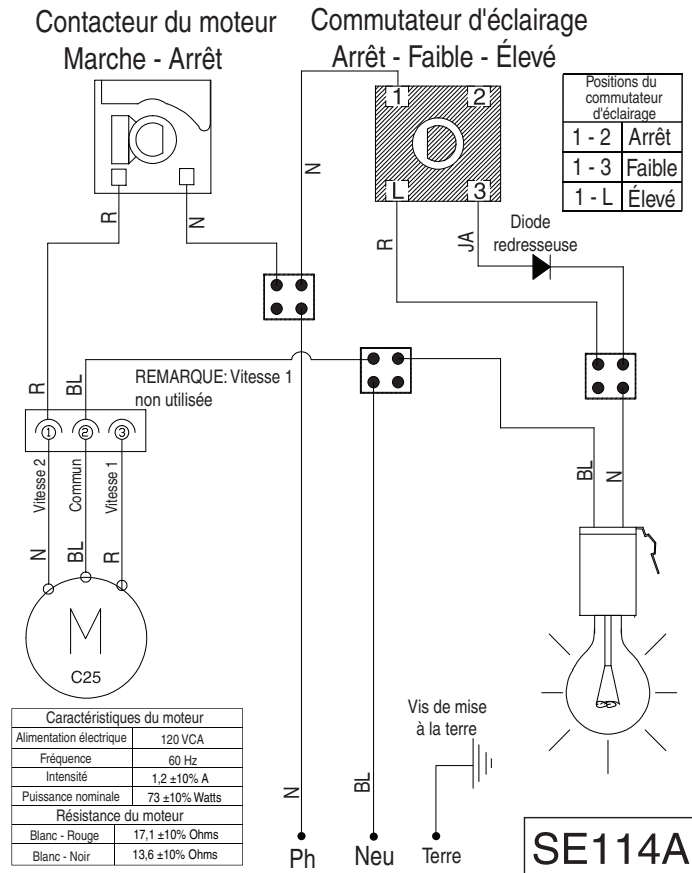 Contacteur du moteur
Marche - Arrêt
Commutateur d'éclairage
Arrêt - Faible - Élevé
1
2
L
3
Positions du
commutateur
d'éclairage
1 - 2 Arrêt
1 - 3 Faible
1 - L Élevé
N
R
N
R
JA
Diode
redresseuse
R
BL
REMARQUE: Vitesse 1
non utilisée
1
2
3
Vitesse 2
Commun
Vitesse 1
BL
N
N
BL
R
M
C25
Caractéristiques du moteur
Alimentation électrique 120 VCA
Fréquence 60 Hz
Intensité 1,2 ±10% A
Puissance nominale 73 ±10% Watts
Résistance du moteur
Blanc - Rouge 17,1 ±10% Ohms
Blanc - Noir 13,6 ±10% Ohms
Vis de mise
à la terre
N
BL
Ph
Neu
Terre
SE114A